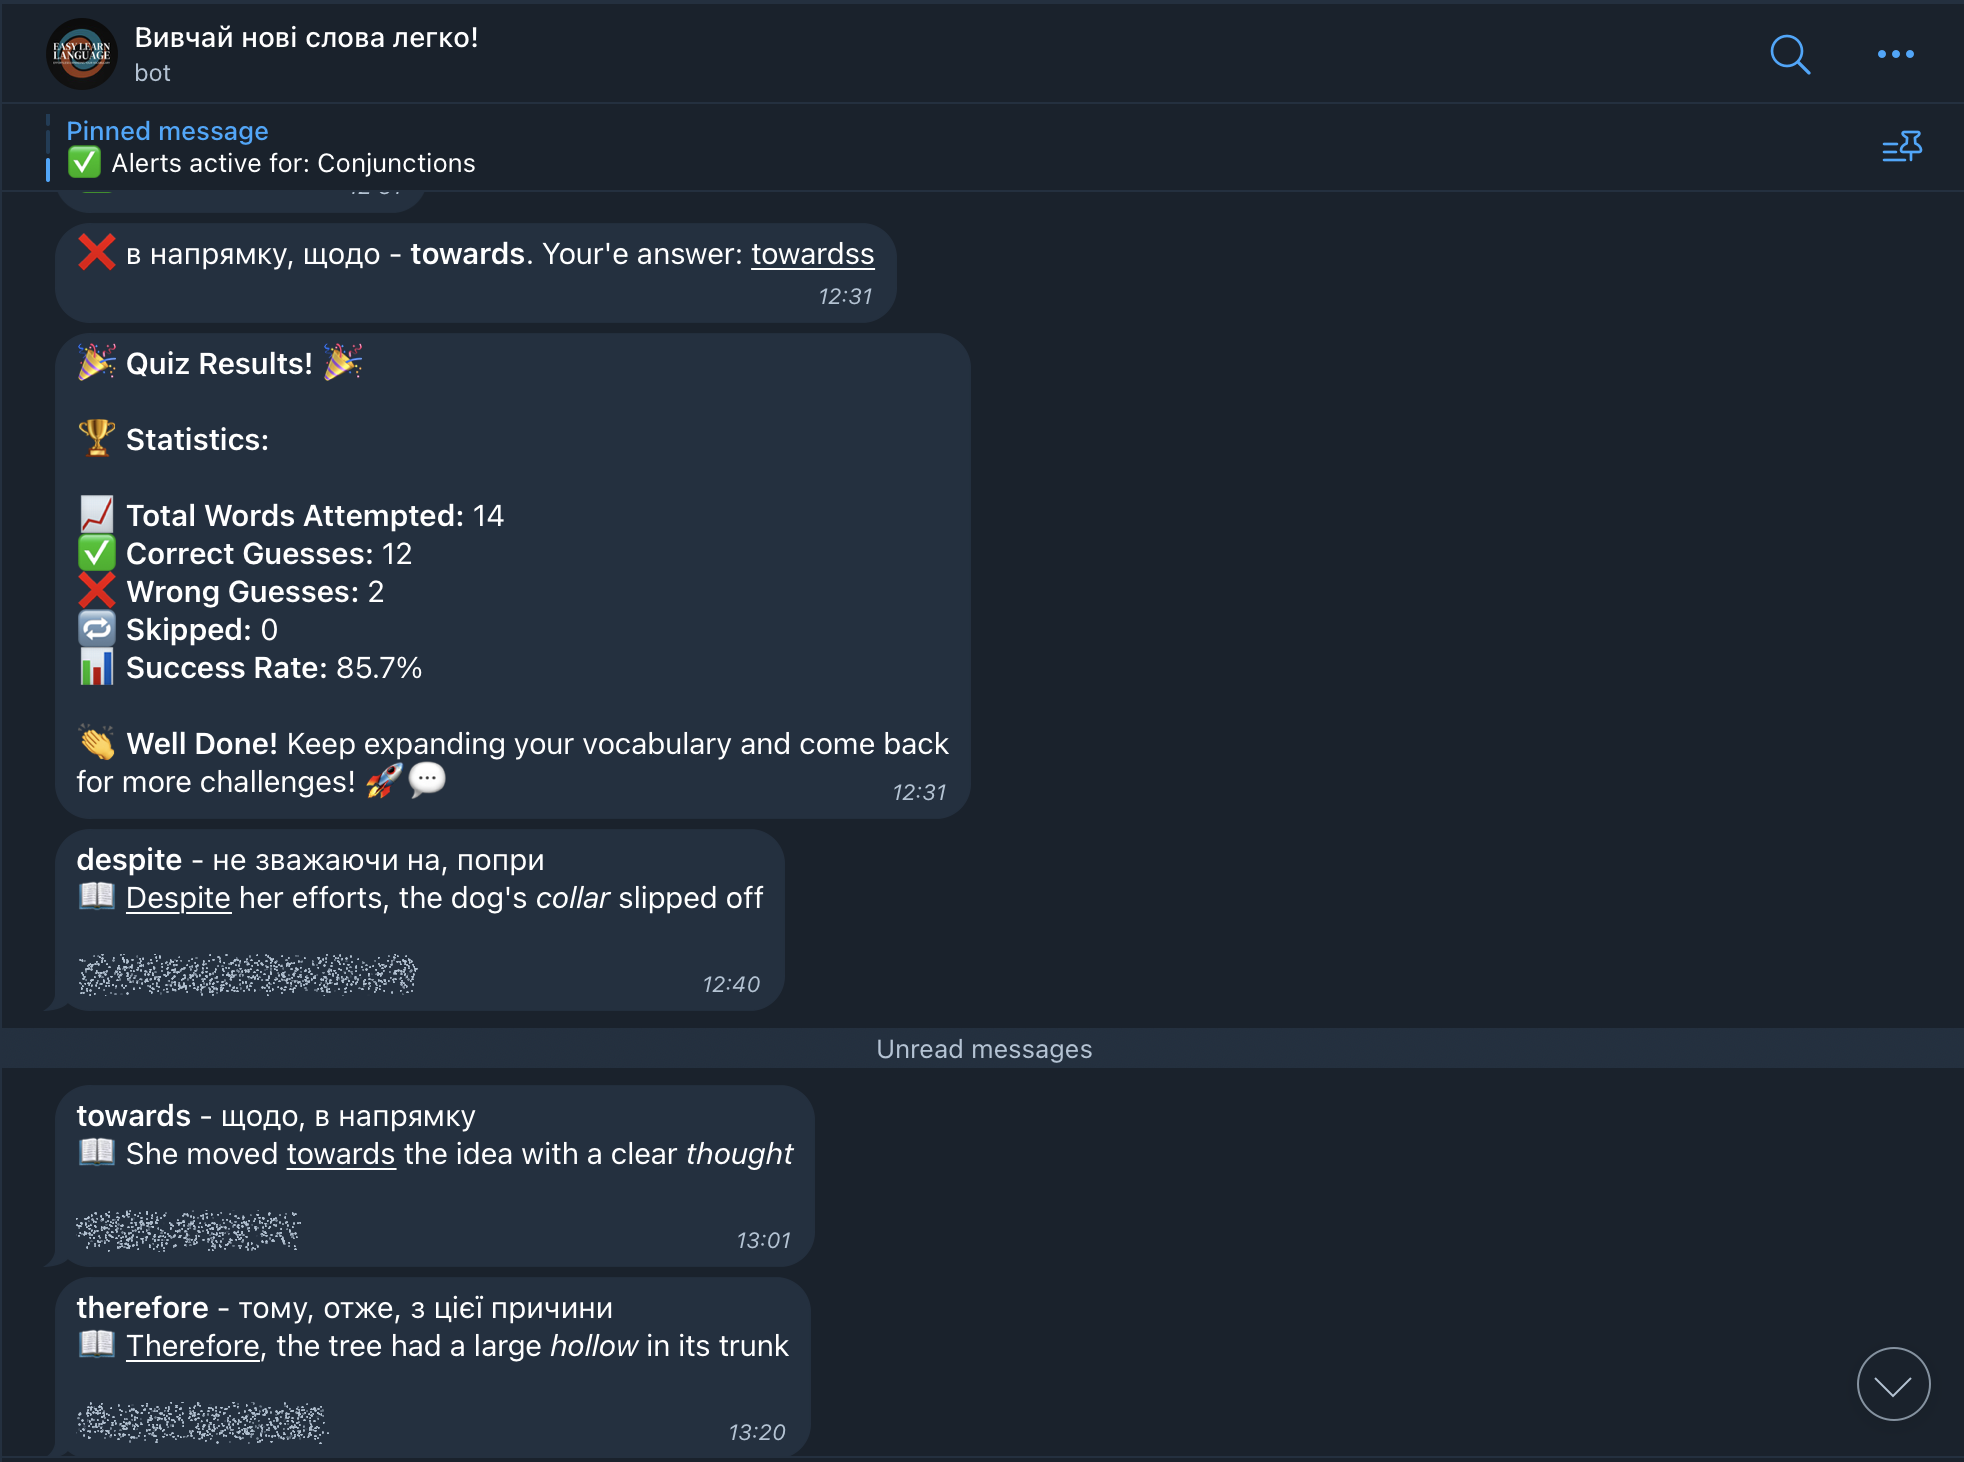 EASY LEARN
LANGUAGE
Вивчай нові слова легко!
bot
Pinned message
✅ Alerts active for: Conjunctions
❌ в напрямку, щодо - towards. Your'e answer: towardss
12:31
🎉 Quiz Results! 🎉
🏆 Statistics:
📈 Total Words Attempted: 14
✅ Correct Guesses: 12
❌ Wrong Guesses: 2
🔁 Skipped: 0
📊 Success Rate: 85.7%
👏 Well Done! Keep expanding your vocabulary and come back
for more challenges! 🚀💬
12:31
despite - не зважаючи на, попри
📖 Despite her efforts, the dog's collar slipped off
12:40
Unread messages
towards - щодо, в напрямку
📖 She moved towards the idea with a clear thought
13:01
therefore - тому, отже, з цієї причини
📖 Therefore, the tree had a large hollow in its trunk
13:20